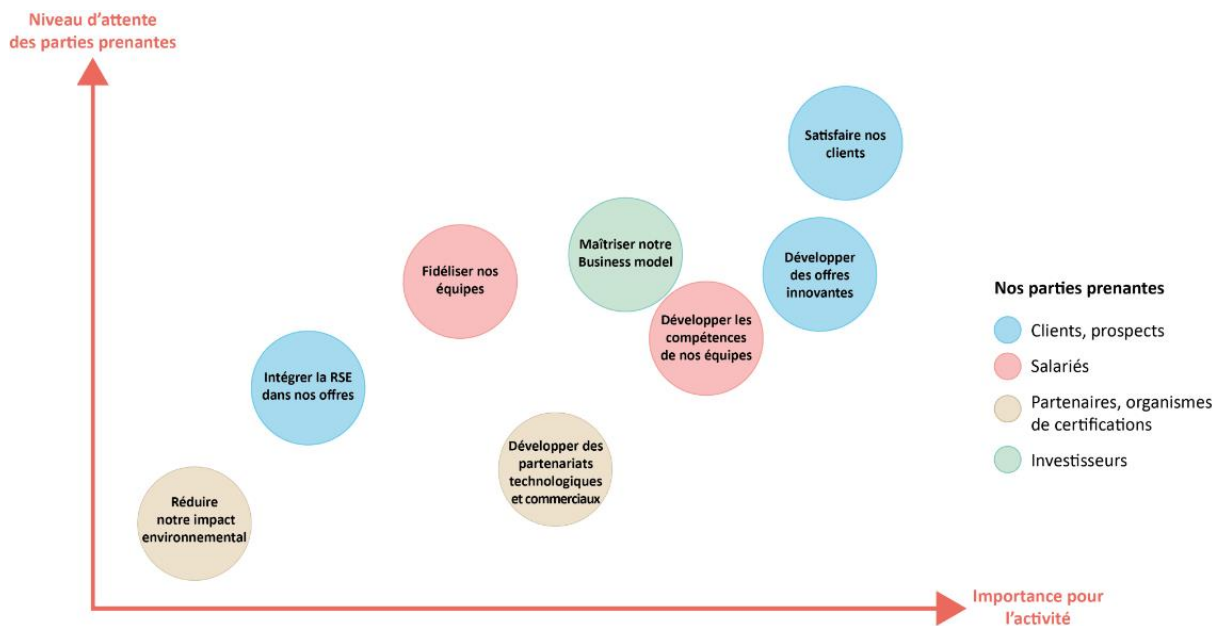 Niveau d'attente
des parties prenantes
Satisfaire nos
clients
Maîtriser notre
Business model
Développer
des offres
innovantes
Fidéliser nos
équipes
Développer les
compétences
de nos équipes
Intégrer la RSE
dans nos offres
Développer des
partenariats
technologiques
et commerciaux
Réduire
notre impact
environnemental
Nos parties prenantes
Clients, prospects
Salariés
Partenaires, organismes
de certifications
Investisseurs
Importance pour
l'activité